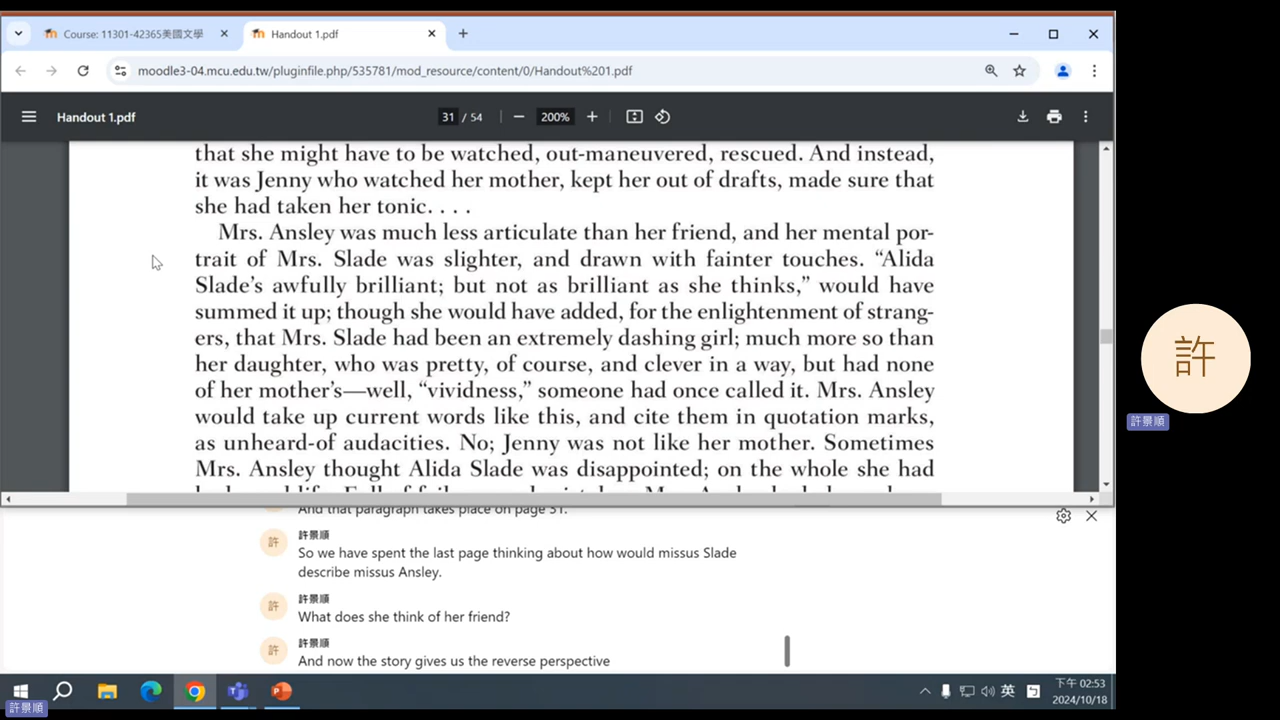 Course: 11301-42365美國文學
Handout 1.pdf
moodle3-04.mcu.edu.tw/pluginfile.php/535781/mod_resource/content/0/Handout%201.pdf
Handout 1.pdf
31 / 54
200%
that she might have to be watched, out-maneuvered, rescued. And instead,
it was Jenny who watched her mother, kept her out of drafts, made sure that
she had taken her tonic. . . .
Mrs. Ansley was much less articulate than her friend, and her mental por-
trait of Mrs. Slade was slighter, and drawn with fainter touches. “Alida
Slade’s awfully brilliant; but not as brilliant as she thinks,” would have
summed it up; though she would have added, for the enlightenment of strang-
ers, that Mrs. Slade had been an extremely dashing girl; much more so than
her daughter, who was pretty, of course, and clever in a way, but had none
of her mother’s—well, “vividness,” someone had once called it. Mrs. Ansley
would take up current words like this, and cite them in quotation marks,
as unheard-of audacities. No; Jenny was not like her mother. Sometimes
Mrs. Ansley thought Alida Slade was disappointed; on the whole she had
And that paragraph takes place on page 31.
許景順
許
So we have spent the last page thinking about how would missus Slade
describe missus Ansley.
許景順
許
What does she think of her friend?
許景順
許
And now the story gives us the reverse perspective
許
許景順
英
下午 02:53
2024/10/18
許景順